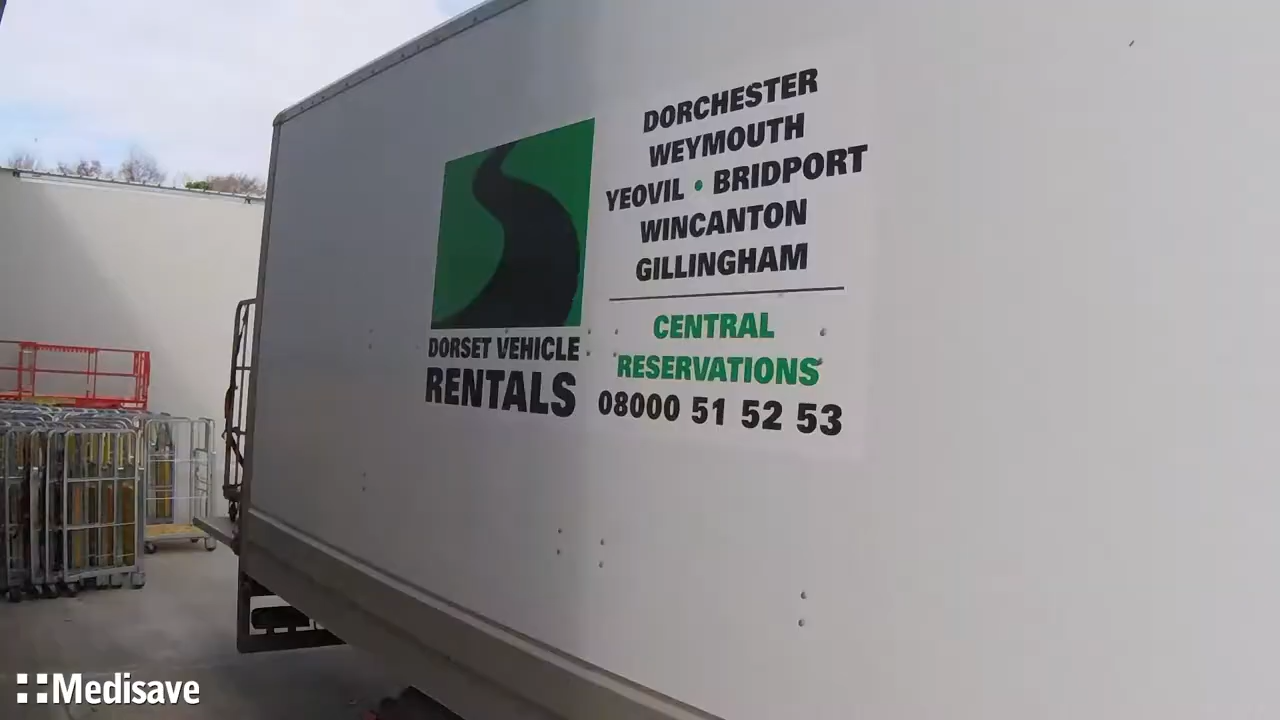 DORCHESTER
WEYMOUTH
YEOVIL • BRIDPORT
WINCANTON
GILLINGHAM
CENTRAL
RESERVATIONS
08000 51 52 53
DORSET VEHICLE
RENTALS
Medisave